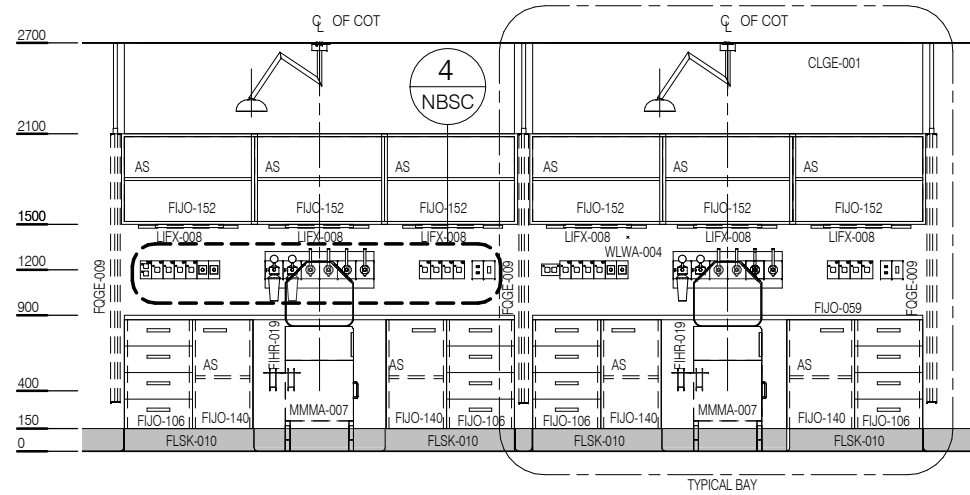 ℄ OF COT ℄ OF COT
2700
4
NBSC
CLGE-001
2100
AS AS AS AS AS AS
FIJO-152 FIJO-152 FIJO-152 FIJO-152 FIJO-152 FIJO-152
1500
LIFX-008 LIFX-008 LIFX-008 LIFX-008 LIFX-008 LIFX-008
WLWA-004
1200
FQGE-009 FQGE-009 FQGE-009
900
FIJO-059
FIHR-019 FIHR-019
AS AS AS AS
400
FIJO-106 FIJO-140 MMMA-007 FIJO-140 FIJO-106 FIJO-106 FIJO-140 MMMA-007 FIJO-140 FIJO-106
150
0
FLSK-010 FLSK-010 FLSK-010 FLSK-010
TYPICAL BAY